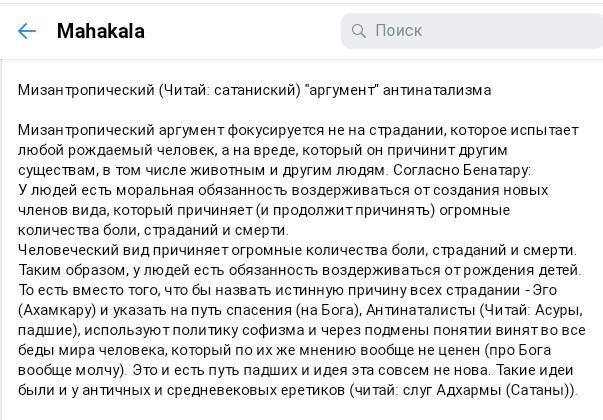 Mahakala
Поиск
Мизантропический (Читай: сатаниский) "аргумент" антинатализма
Мизантропический аргумент фокусируется не на страдании, которое испытает
любой рождаемый человек, а на вреде, который он причинит другим
существам, в том числе животным и другим людям. Согласно Бенатару:
У людей есть моральная обязанность воздерживаться от создания новых
членов вида, который причиняет (и продолжит причинять) огромные
количества боли, страданий и смерти.
Человеческий вид причиняет огромные количества боли, страданий и смерти.
Таким образом, у людей есть обязанность воздерживаться от рождения детей.
То есть вместо того, что бы назвать истинную причину всех страдании - Эго
(Ахамкару) и указать на путь спасения (на Бога), Антинаталисты (Читай: Асуры,
падшие), используют политику софизма и через подмены понятии винят во все
беды мира человека, который по их же мнению вообще не ценен (про Бога
вообще молчу). Это и есть путь падших и идея эта совсем не нова. Такие идеи
были и у античных и средневековых еретиков (читай: слуг Адхармы (Сатаны)).